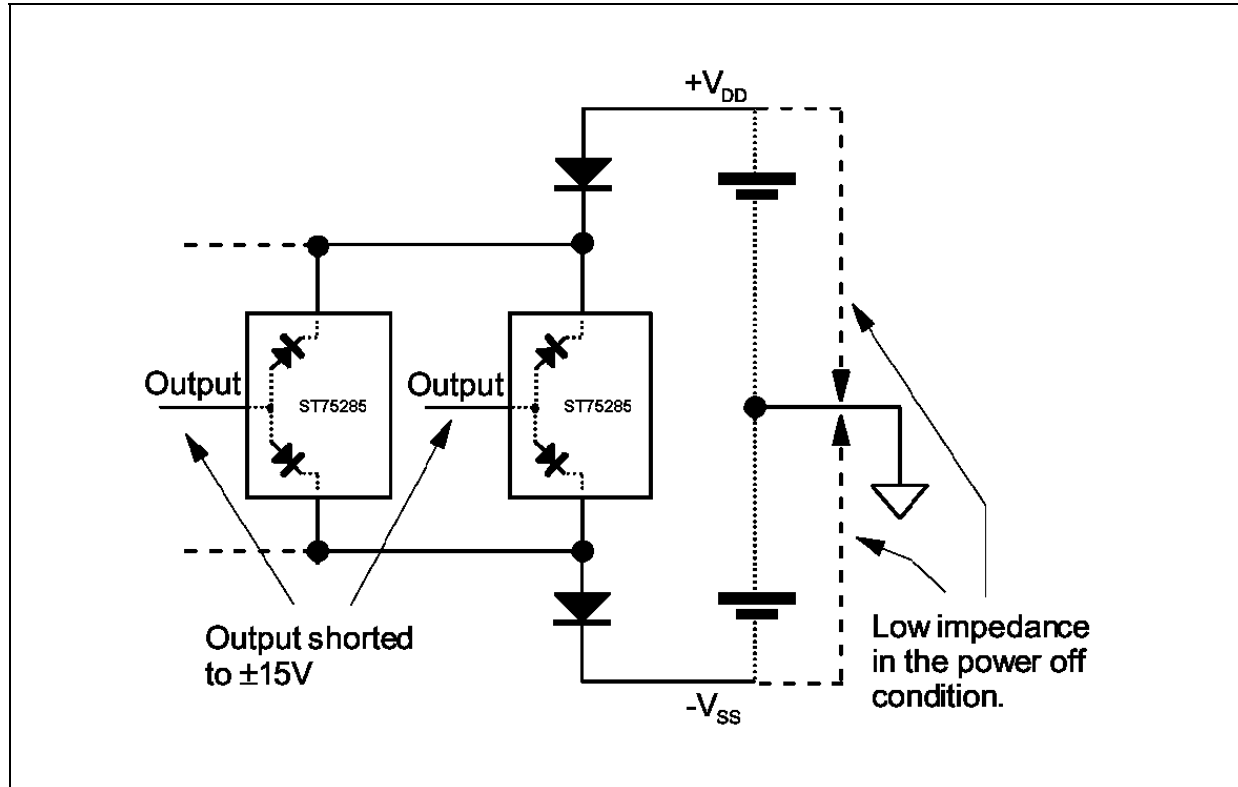 +VDD
Output
ST75285
Output
ST75285
Output shorted
to ±15V
Low impedance
in the power off
condition.
-VSS